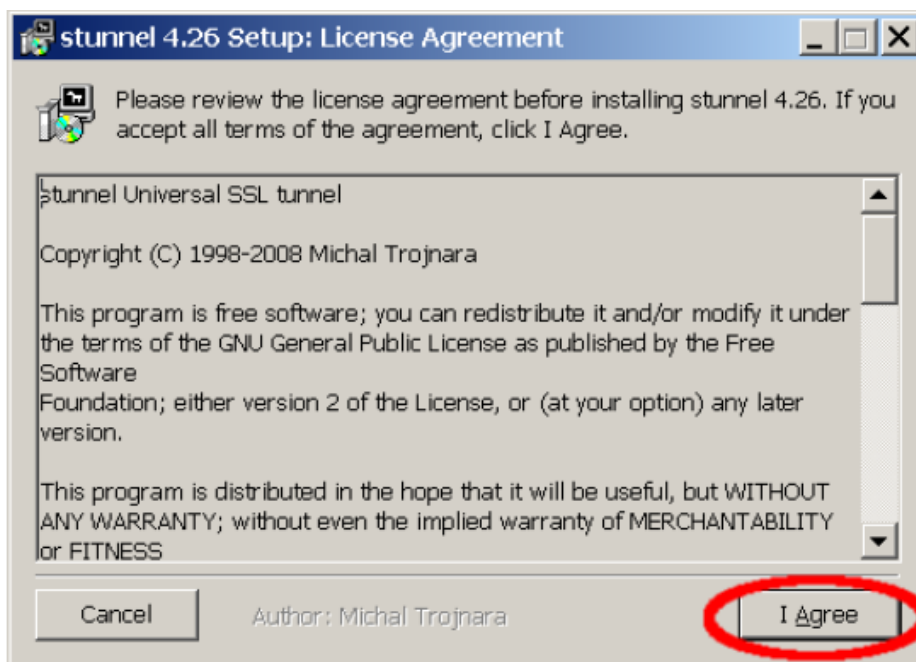 stunnel 4.26 Setup: License Agreement
Please review the license agreement before installing stunnel 4.26. If you
accept all terms of the agreement, click I Agree.
stunnel Universal SSL tunnel
Copyright (C) 1998-2008 Michal Trojnara
This program is free software; you can redistribute it and/or modify it under
the terms of the GNU General Public License as published by the Free
Software
Foundation; either version 2 of the License, or (at your option) any later
version.
This program is distributed in the hope that it will be useful, but WITHOUT
ANY WARRANTY; without even the implied warranty of MERCHANTABILITY
or FITNESS
Cancel
Author: Michal Trojnara
I Agree